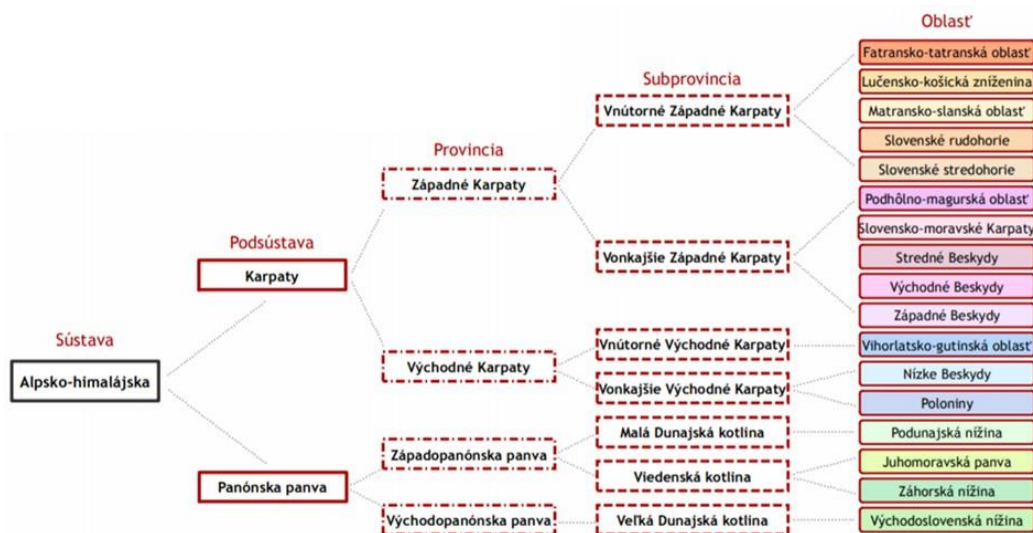 Oblasť
Fatransko-tatranská oblasť
Lučensko-košická zníženina
Matransko-slanská oblasť
Slovenské rudohorie
Slovenské stredohorie
Podhôlno-magurská oblasť
Slovensko-moravské Karpaty
Stredné Beskydy
Východné Beskydy
Západné Beskydy
Vihorlatsko-gutinská oblasť
Nízke Beskydy
Poloniny
Podunajská nížina
Juhomoravská panva
Záhorská nížina
Východoslovenská nížina
Subprovincia
Vnútorné Západné Karpaty
Vonkajšie Západné Karpaty
Vnútorné Východné Karpaty
Vonkajšie Východné Karpaty
Malá Dunajská kotlina
Viedenská kotlina
Veľká Dunajská kotlina
Provincia
Západné Karpaty
Východné Karpaty
Západopanónska panva
Východopanónska panva
Podsústava
Karpaty
Panónska panva
Sústava
Alpsko-himalájska